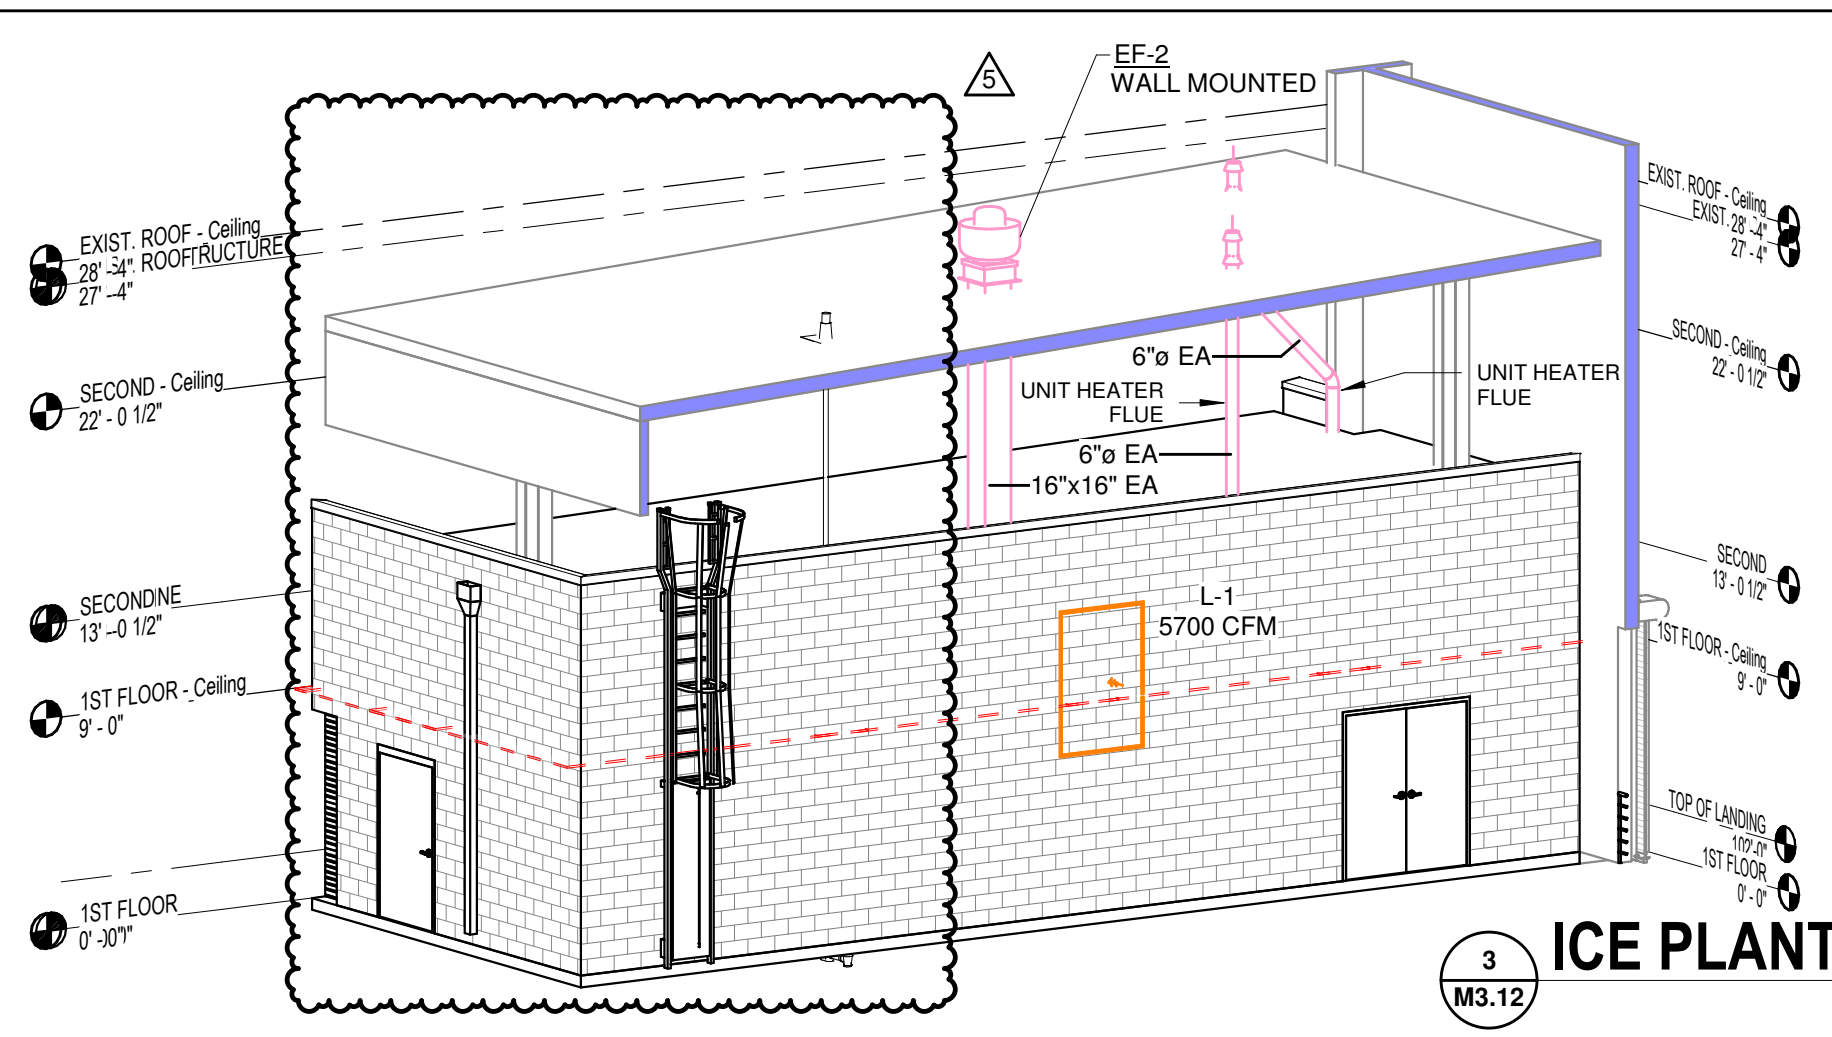 5
EF-2
WALL MOUNTED
EXIST. ROOF - Ceiling
28' - 4"
ROOF
27' - 4"
SECOND - Ceiling
22' - 0 1/2"
SECOND
13' - 0 1/2"
1ST FLOOR - Ceiling
9' - 0"
1ST FLOOR
0' - 0"
6"ø EA
UNIT HEATER
FLUE
UNIT HEATER
FLUE
6"ø EA
16"x16" EA
L-1
5700 CFM
EXIST. ROOF - Ceiling
EXIST. 28' - 4"
27' - 4"
SECOND - Ceiling
22' - 0 1/2"
SECOND
13' - 0 1/2"
1ST FLOOR - Ceiling
9' - 0"
TOP OF LANDING
102'-0"
1ST FLOOR
0' - 0"
3
M3.12
ICE PLANT